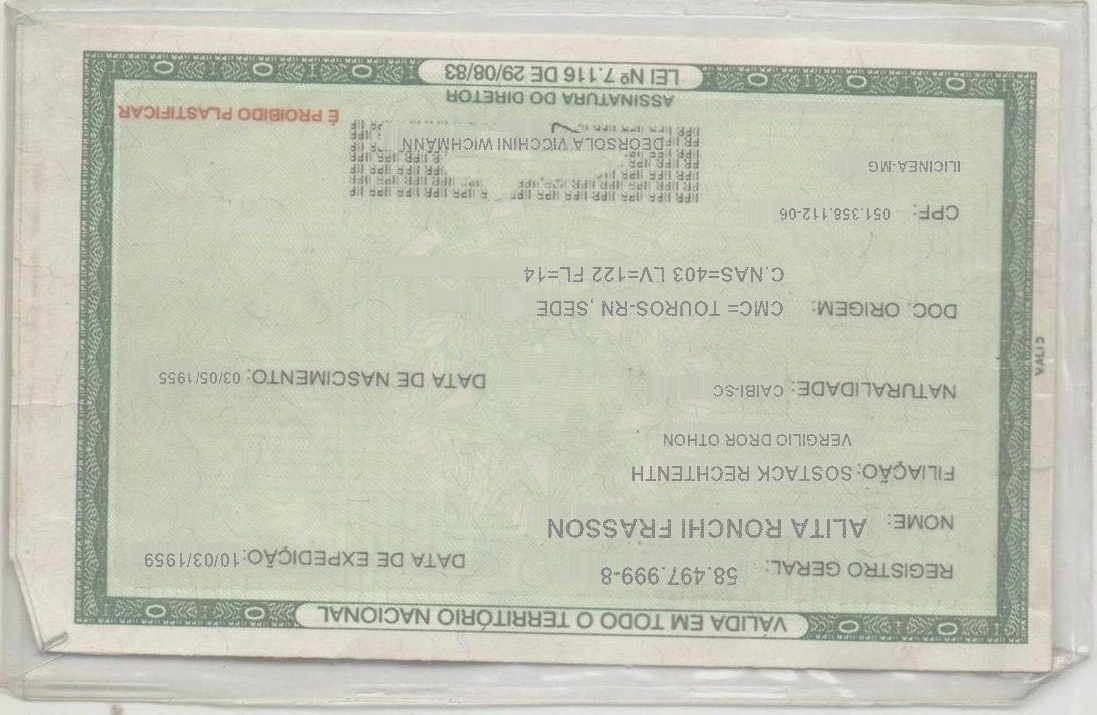 VÁLIDA EM TODO O TERRITÓRIO NACIONAL
REGISTRO GERAL: 58.497.999-8 DATA DE EXPEDIÇÃO: 10/03/1959
NOME: ALITA RONCHI FRASSON
FILIAÇÃO: SOSTACK RECHTENTH
VERGILIO DROR OTHON
NATURALIDADE: CAIBI-SC DATA DE NASCIMENTO: 03/05/1955
DOC. ORIGEM: CMC= TOUROS-RN, SEDE
C.NAS=403 LV=122 FL=14
CPF: 051.358.112-06
ILICINEA-MG
DEORSOLA VICCHINI WICHMANN
ASSINATURA DO DIRETOR
É PROIBIDO PLASTIFICAR
LEI Nº 7.116 DE 29/08/83
VALID